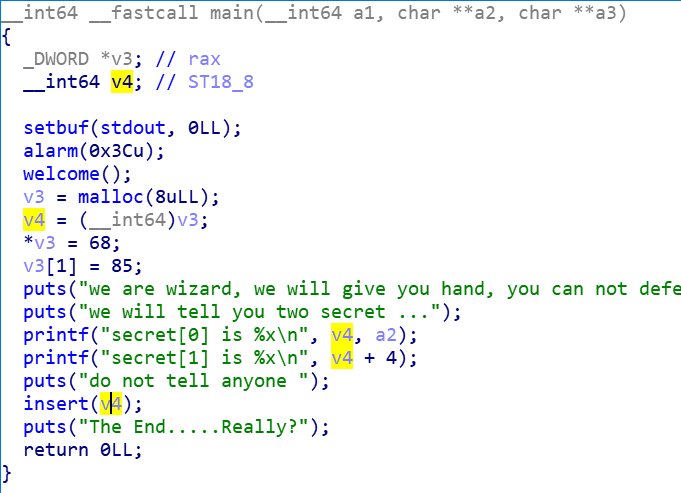 __int64 __fastcall main(__int64 a1, char **a2, char **a3)
{
  _DWORD *v3; // rax
  __int64 v4; // ST18_8

  setbuf(stdout, 0LL);
  alarm(0x3Cu);
  welcome();
  v3 = malloc(8uLL);
  v4 = (__int64)v3;
  *v3 = 68;
  v3[1] = 85;
  puts("we are wizard, we will give you hand, you can not defe
  puts("we will tell you two secret ...");
  printf("secret[0] is %x\n", v4, a2);
  printf("secret[1] is %x\n", v4 + 4);
  puts("do not tell anyone ");
  insert(v4);
  puts("The End.....Really?");
  return 0LL;
}